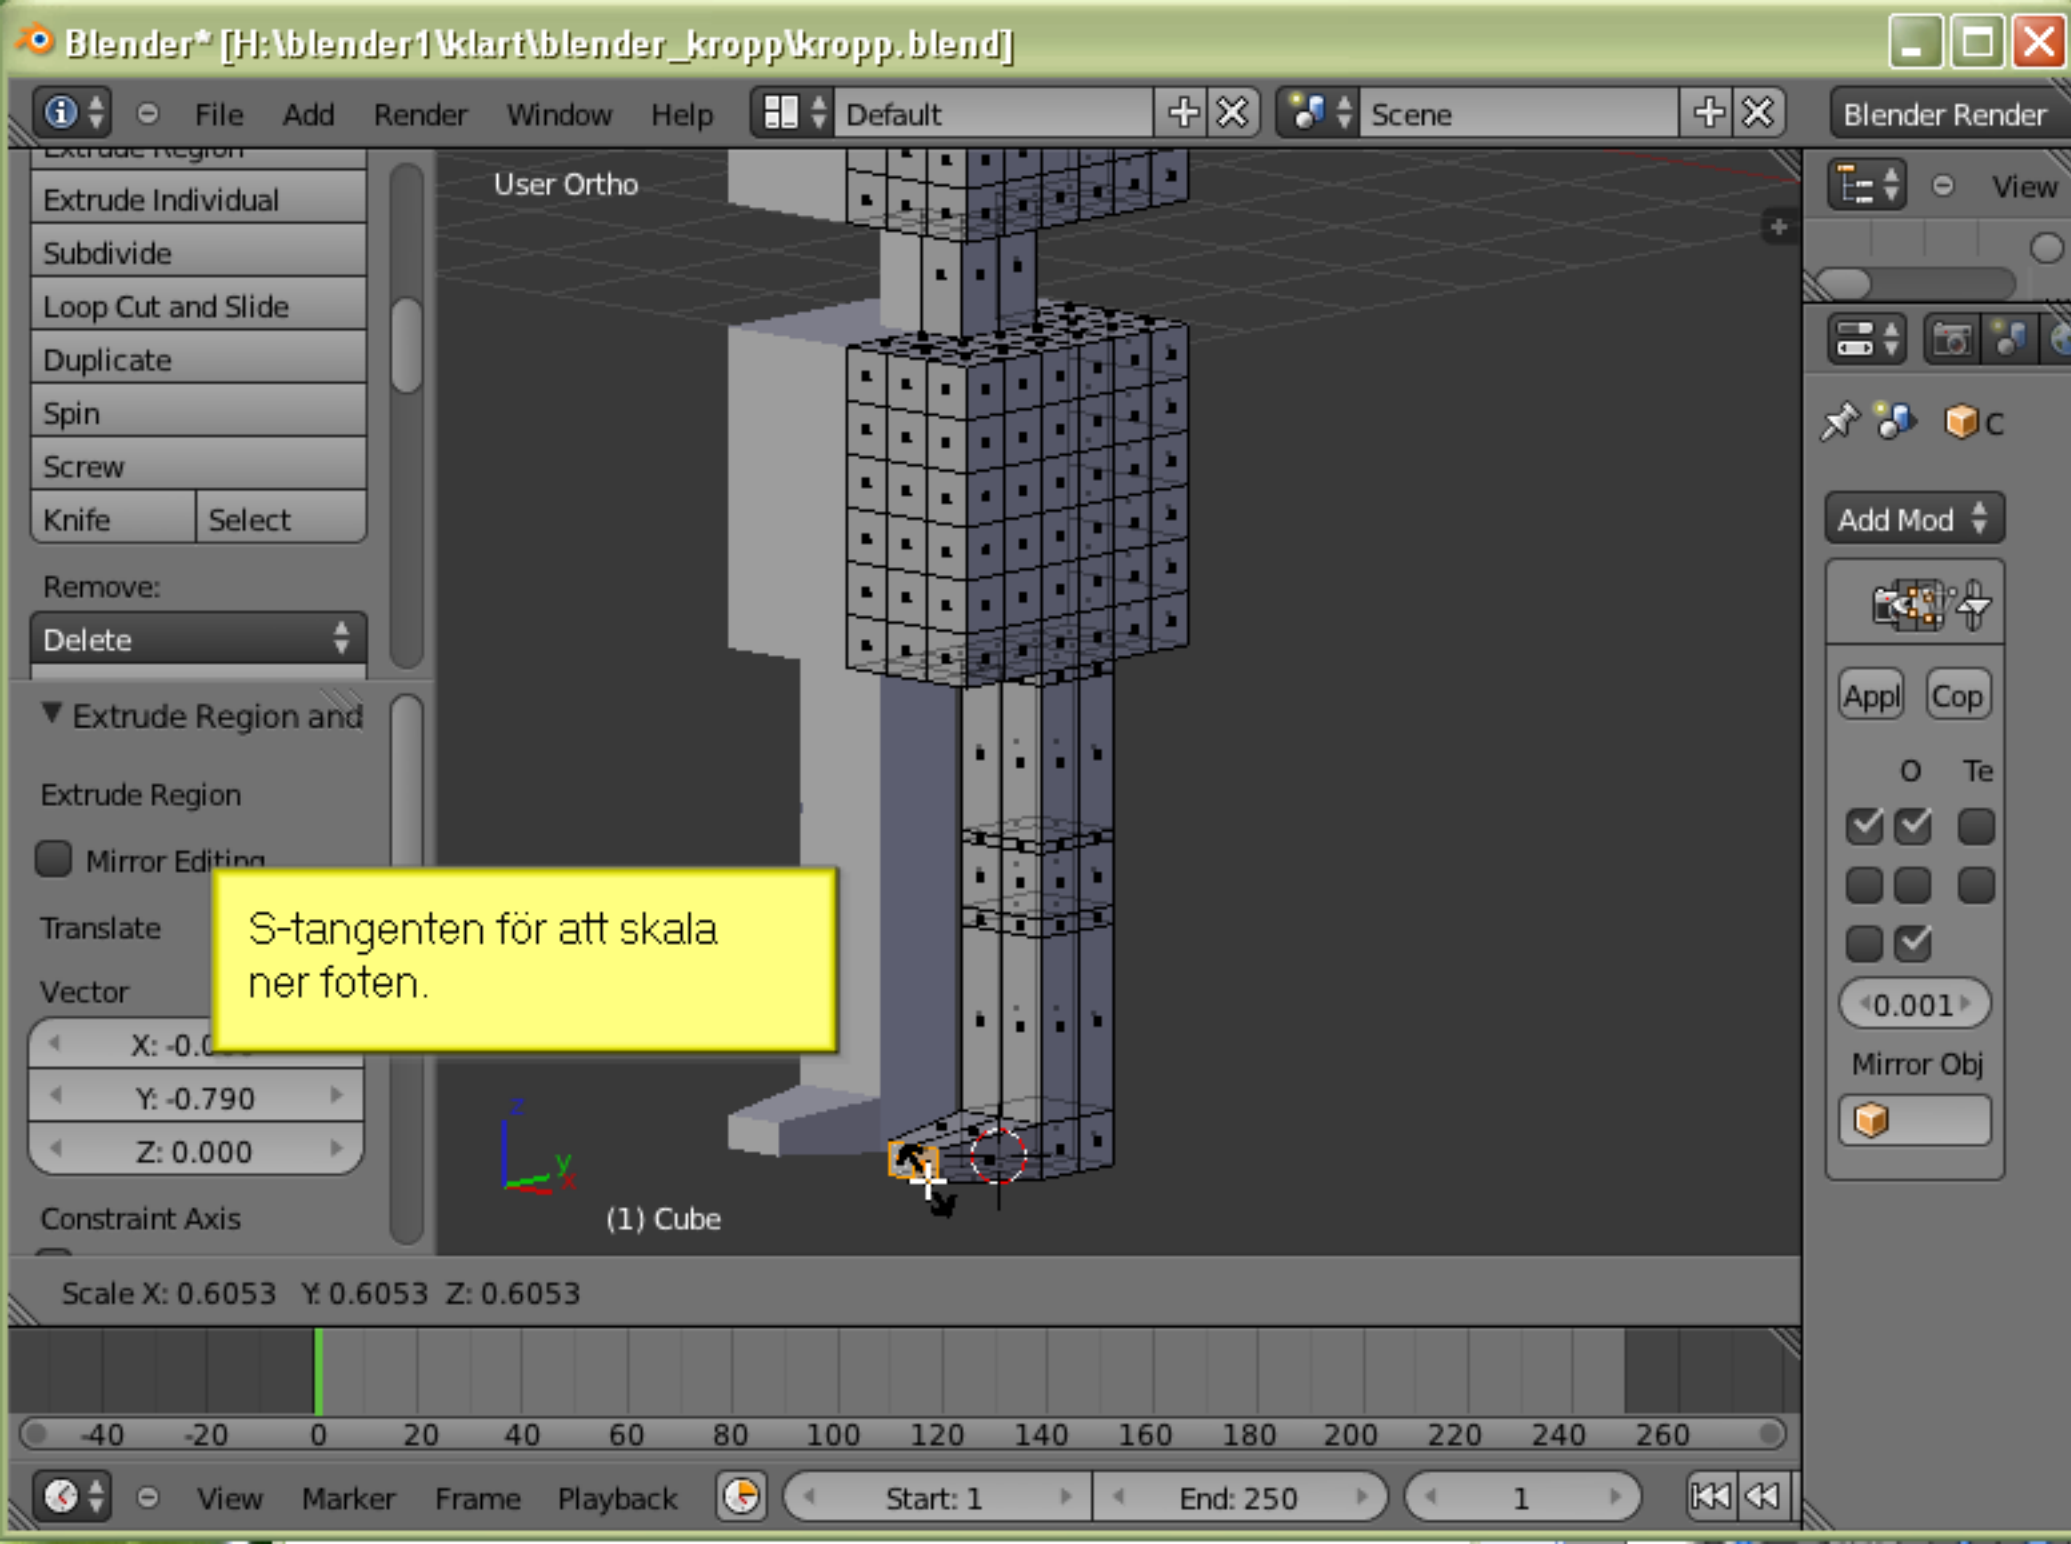 Blender* [H:\blender1\klart\blender_kropp\kropp.blend]
File Add Render Window Help Default Scene Blender Render
Extrude Region
Extrude Individual
Subdivide
Loop Cut and Slide
Duplicate
Spin
Screw
Knife Select
Remove:
Delete
Extrude Region and
Extrude Region
Mirror Editing
Translate
Vector
X: -0.0
Y: -0.790
Z: 0.000
Constraint Axis
User Ortho
S-tangenten för att skala
ner foten.
z
y
x
(1) Cube
View
C
Add Mod
Appl Cop
O Te
0.001
Mirror Obj
Scale X: 0.6053 Y: 0.6053 Z: 0.6053
-40 -20 0 20 40 60 80 100 120 140 160 180 200 220 240 260
View Marker Frame Playback Start: 1 End: 250 1